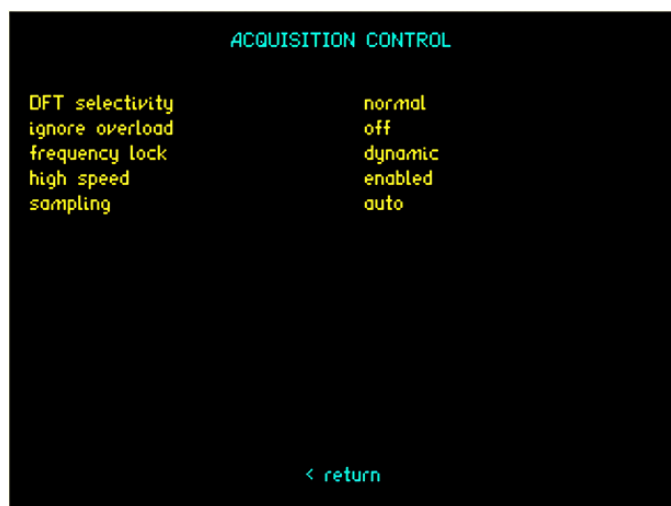 ACQUISITION CONTROL
DFT selectivity normal
ignore overload off
frequency lock dynamic
high speed enabled
sampling auto
< return